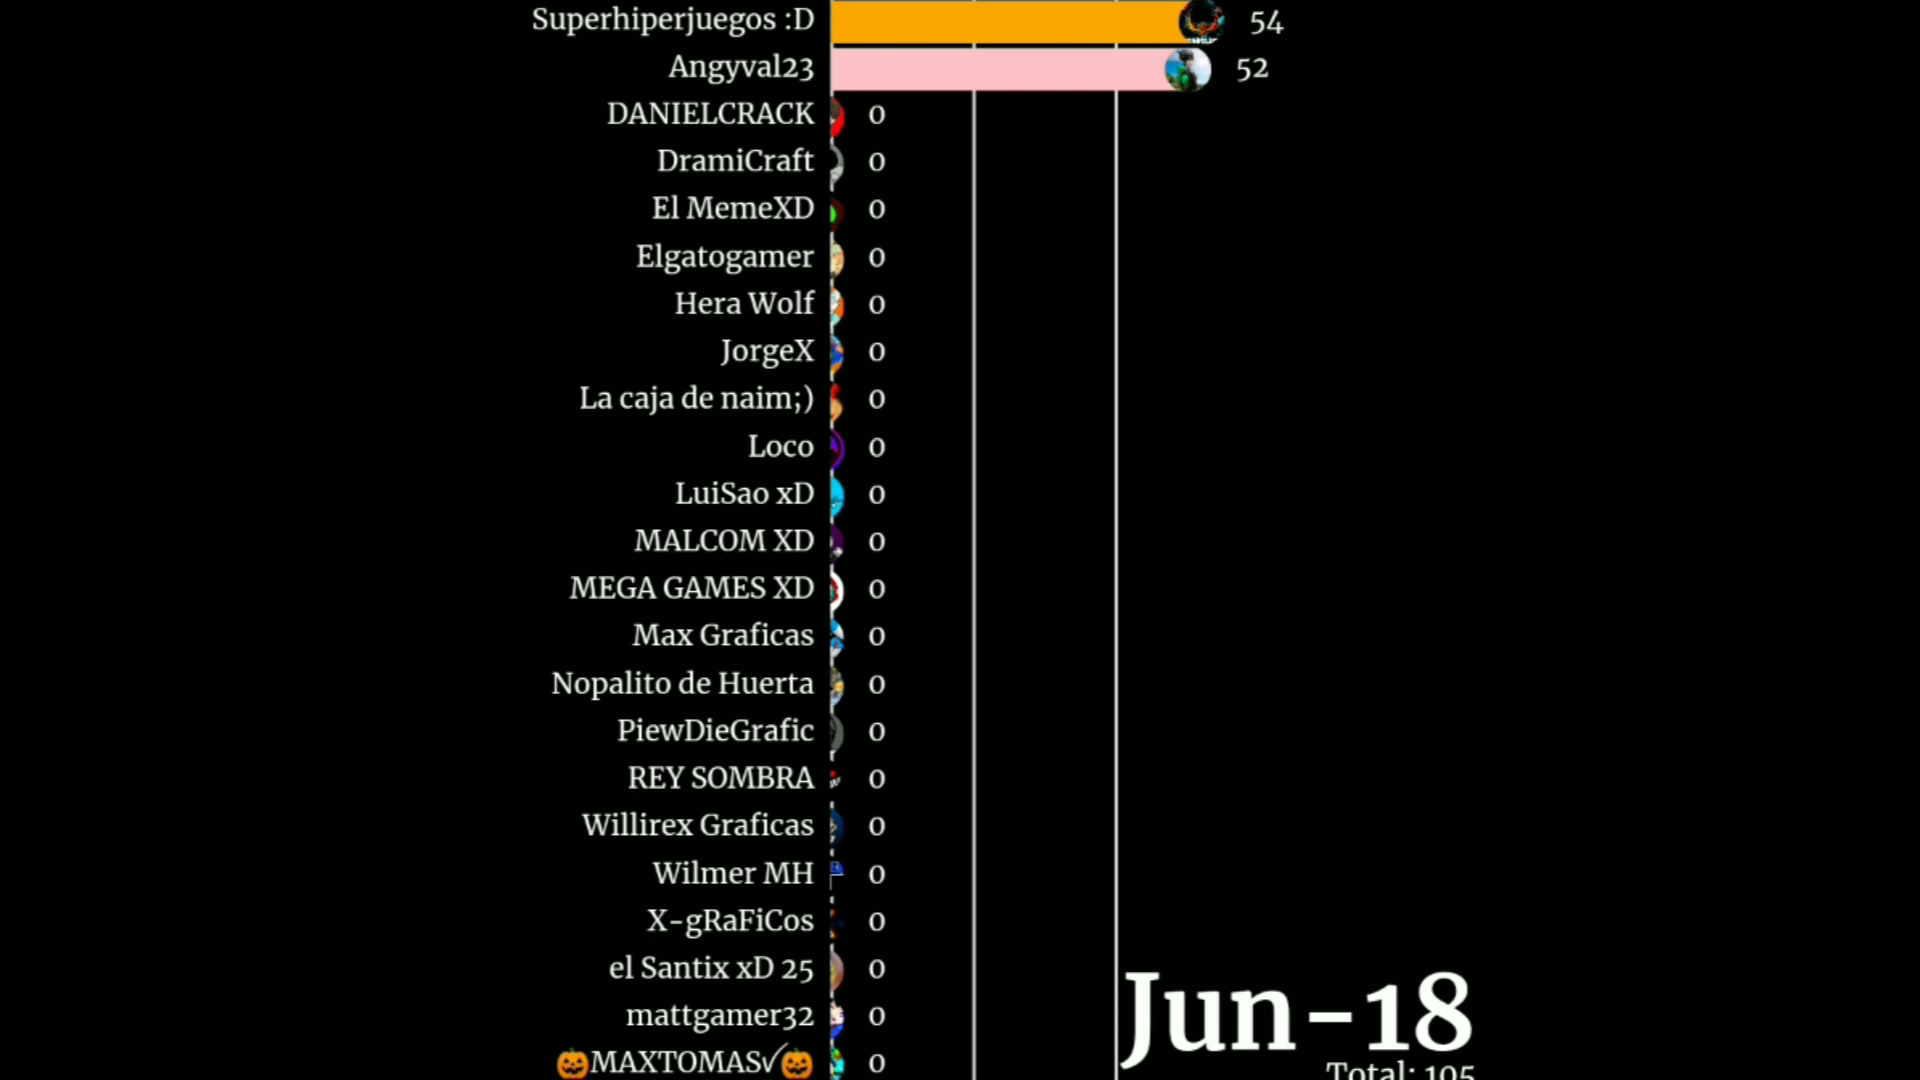 Superhiperjuegos :D 54
Angyval23 52
DANIELCRACK 0
DramiCraft 0
El MemeXD 0
Elgatogamer 0
Hera Wolf 0
JorgeX 0
La caja de naim;) 0
Loco 0
LuiSao xD 0
MALCOM XD 0
MEGA GAMES XD 0
Max Graficas 0
Nopalito de Huerta 0
PiewDieGrafic 0
REY SOMBRA 0
Willirex Graficas 0
Wilmer MH 0
X-gRaFiCos 0
el Santix xD 25 0
mattgamer32 0
🎃MAXTOMAS✓🎃 0
Jun-18
Total: 105